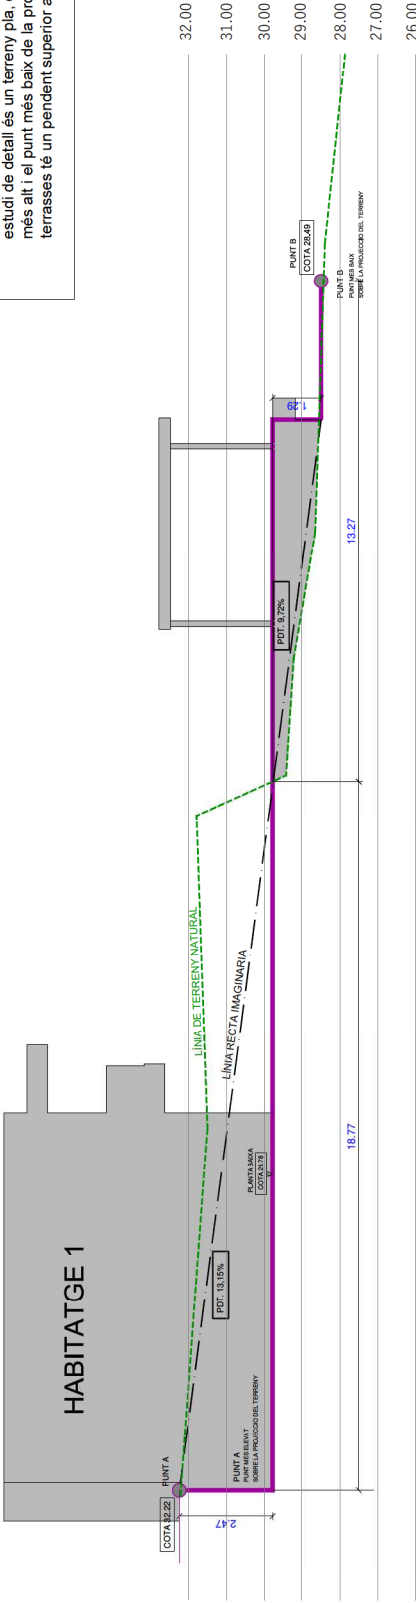 estudi de detall és un terreny pla,
més alt i el punt més baix de la
terrasses té un pendent superior
32.00
31.00
30.00
29.00
28.00
27.00
26.00
HABITATGE 1
PUNT A
COTA 32.22
PUNT A
PUNT MES ELEVAT
SOBRE LA PROJECCIO DEL TERRENY
2.47
PDT. 13,15%
PLANTA BAIXA
LÍNIA DE TERRENY NATURAL
LÍNIA RECTA IMAGINARIA
18.77
PDT. 9,72%
13.27
1.29
PUNT B
COTA 28.49
PUNT B
PUNT MES BAIX
SOBRE LA PROJECCIO DEL TERRENY